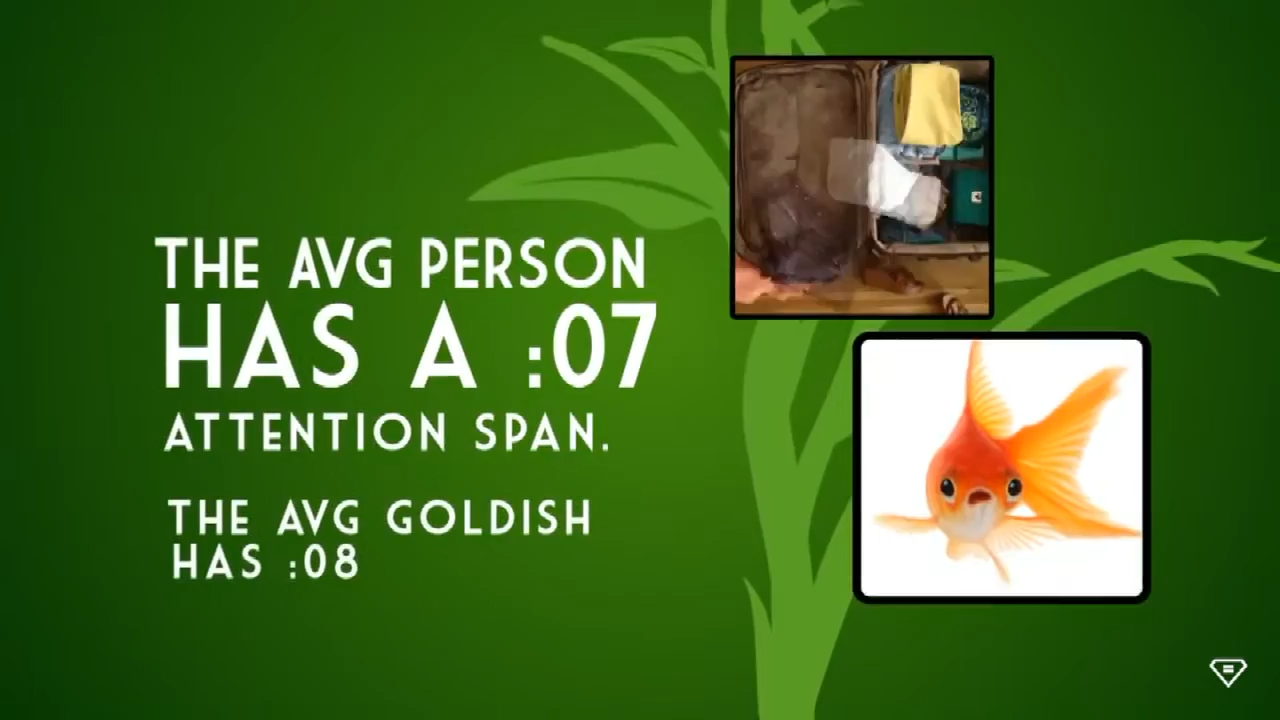 THE AVG PERSON
HAS A :07
ATTENTION SPAN.
THE AVG GOLDISH
HAS :08